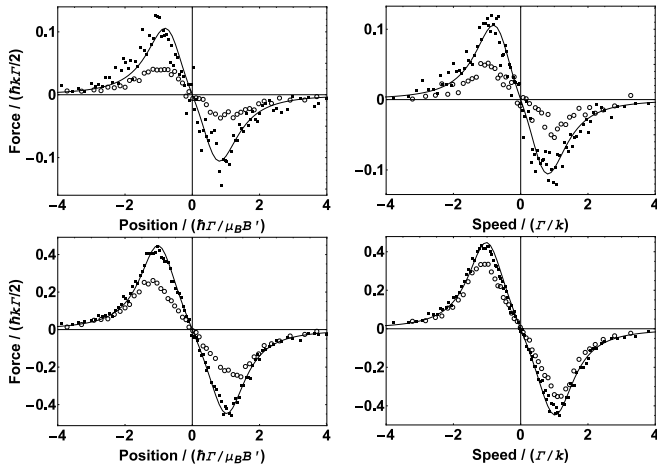 0.1
0
-0.1
Force / (ħkΓ/2)
-4 -2 0 2 4
Position / (ħΓ/μBB')
0.1
0
-0.1
-4 -2 0 2 4
Speed / (Γ/k)
0.4
0.2
0
-0.2
-0.4
Force / (ħkΓ/2)
-4 -2 0 2 4
Position / (ħΓ/μBB')
0.4
0.2
0
-0.2
-0.4
-4 -2 0 2 4
Speed / (Γ/k)